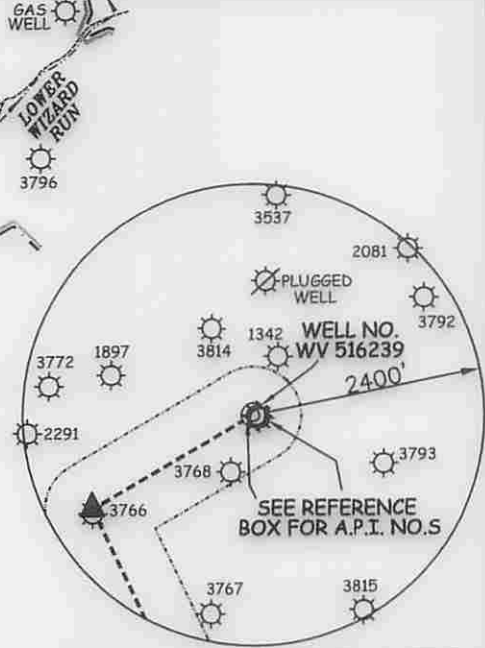 GAS
WELL
LOWER
WIZARD
RUN
3796
3537
2081
PLUGGED
WELL
3792
3814
1342
WELL NO.
WV 516239
2400'
3772
1897
2291
3768
3793
3766
SEE REFERENCE
BOX FOR A.P.I. NO.S
3767
3815